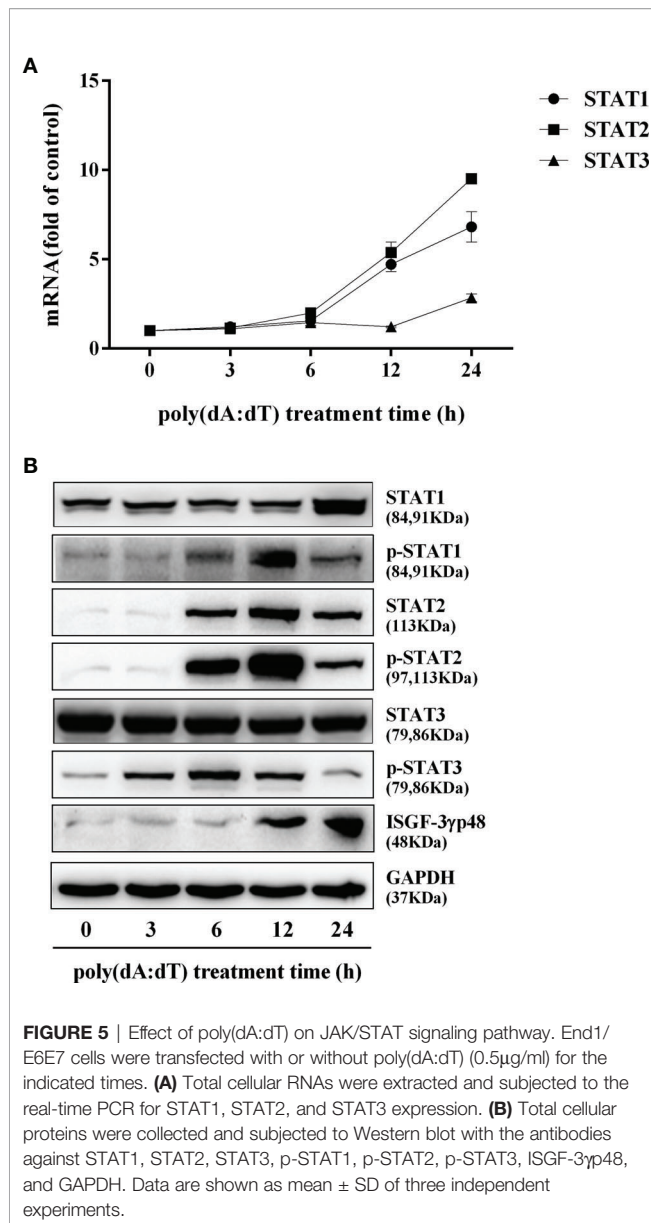 A
15
10
5
0
mRNA(fold of control)
STAT1
STAT2
STAT3
0 3 6 12 24
poly(dA:dT) treatment time (h)
B
STAT1
(84,91KDa)
p-STAT1
(84,91KDa)
STAT2
(113KDa)
p-STAT2
(97,113KDa)
STAT3
(79,86KDa)
p-STAT3
(79,86KDa)
ISGF-3γp48
(48KDa)
GAPDH
(37KDa)
0 3 6 12 24
poly(dA:dT) treatment time (h)
FIGURE 5 | Effect of poly(dA:dT) on JAK/STAT signaling pathway. End1/
E6E7 cells were transfected with or without poly(dA:dT) (0.5μg/ml) for the
indicated times. (A) Total cellular RNAs were extracted and subjected to the
real-time PCR for STAT1, STAT2, and STAT3 expression. (B) Total cellular
proteins were collected and subjected to Western blot with the antibodies
against STAT1, STAT2, STAT3, p-STAT1, p-STAT2, p-STAT3, ISGF-3γp48,
and GAPDH. Data are shown as mean ± SD of three independent
experiments.